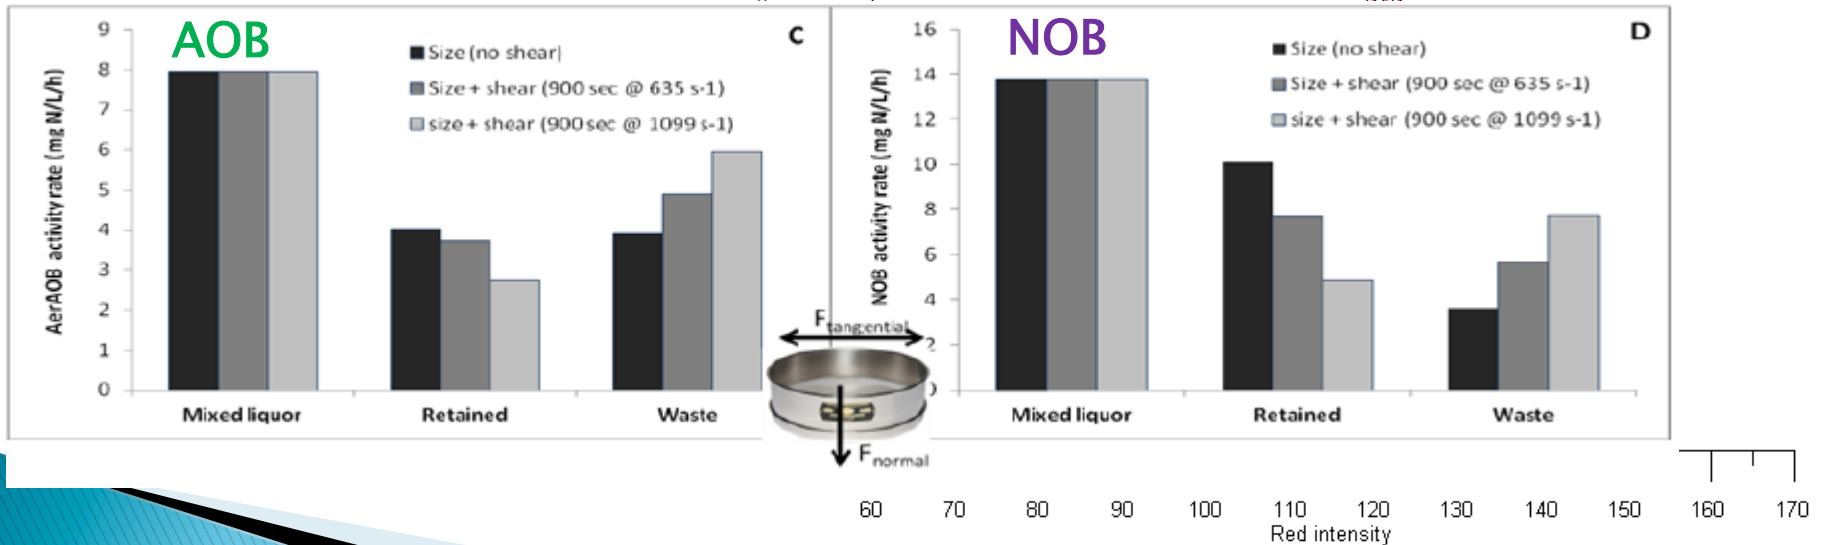 AOB
C
Size (no shear)
Size + shear (900 sec @ 635 s-1)
size + shear (900 sec @ 1099 s-1)
AerAOB activity rate (mg N/L/h)
9
8
7
6
5
4
3
2
1
0
Mixed liquor Retained Waste
NOB
D
Size (no shear)
Size + shear (900 sec @ 635 s-1)
size + shear (900 sec @ 1099 s-1)
NOB activity rate (mg N/L/h)
16
14
12
10
8
6
4
2
Mixed liquor Retained Waste
Ftangential
Fnormal
60 70 80 90 100 110 120 130 140 150 160 170
Red intensity